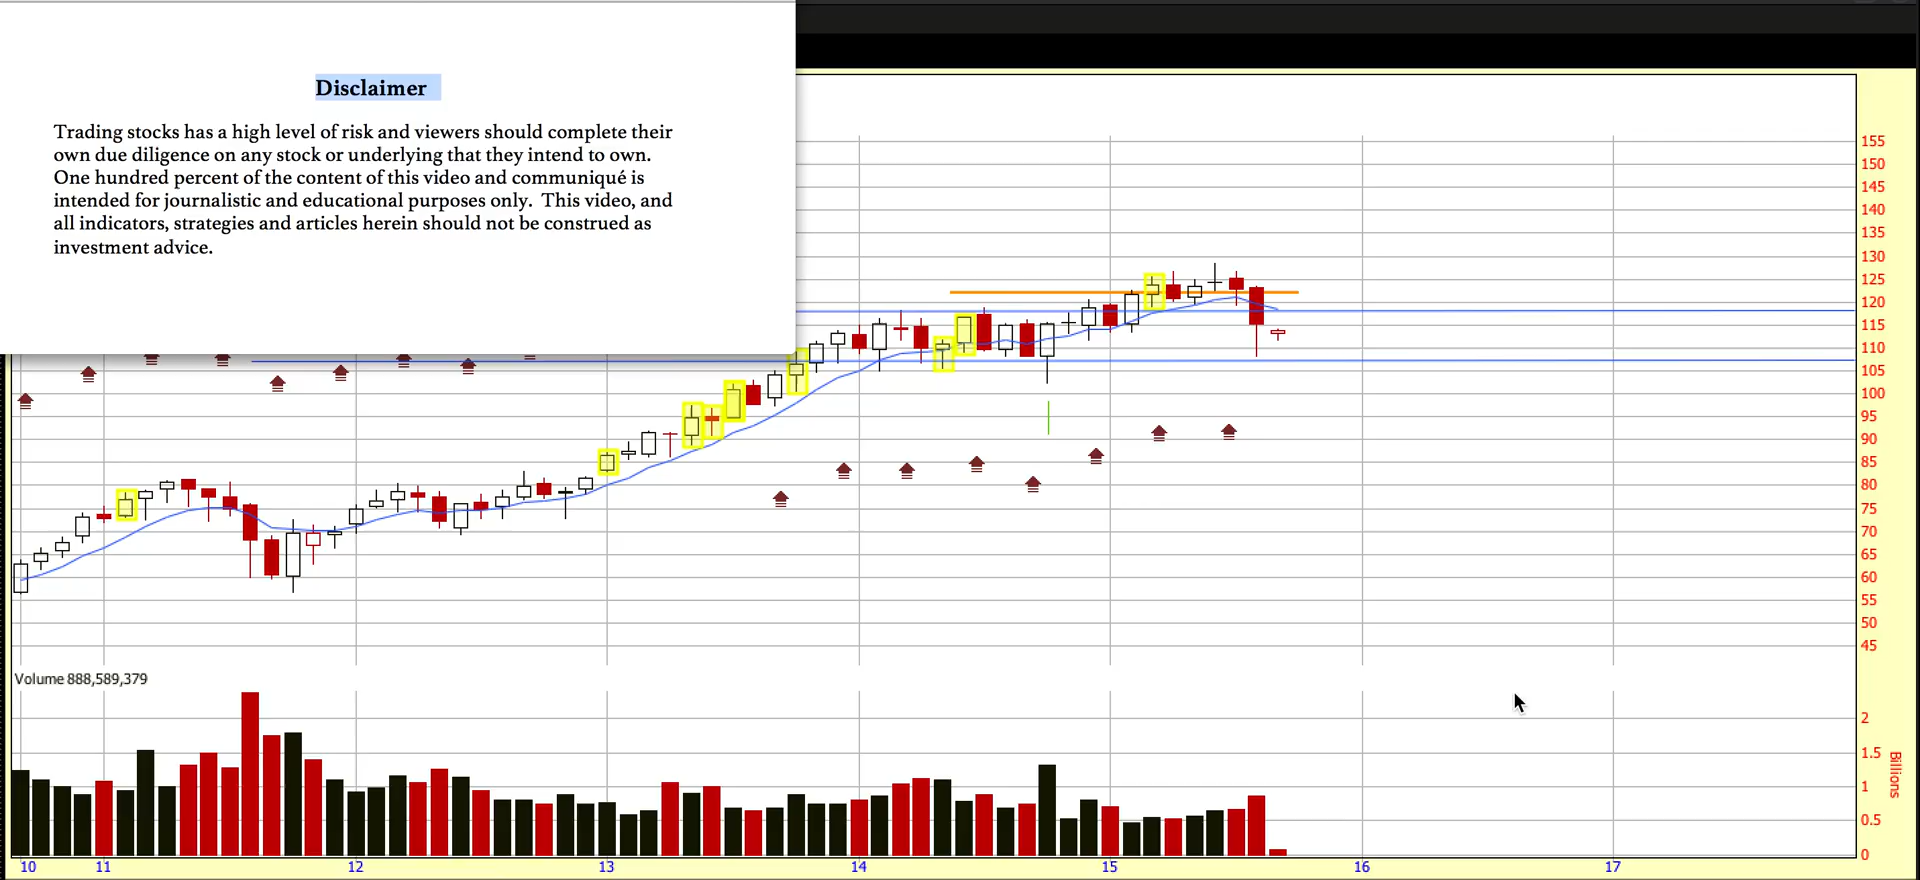 Disclaimer
Trading stocks has a high level of risk and viewers should complete their
own due diligence on any stock or underlying that they intend to own.
One hundred percent of the content of this video and communiqué is
intended for journalistic and educational purposes only.  This video, and
all indicators, strategies and articles herein should not be construed as
investment advice.
155
150
145
140
135
130
125
120
115
110
105
100
95
90
85
80
75
70
65
60
55
50
45
Volume 888,589,379
2
1.5
1
0.5
0
Billions
10 11 12 13 14 15 16 17